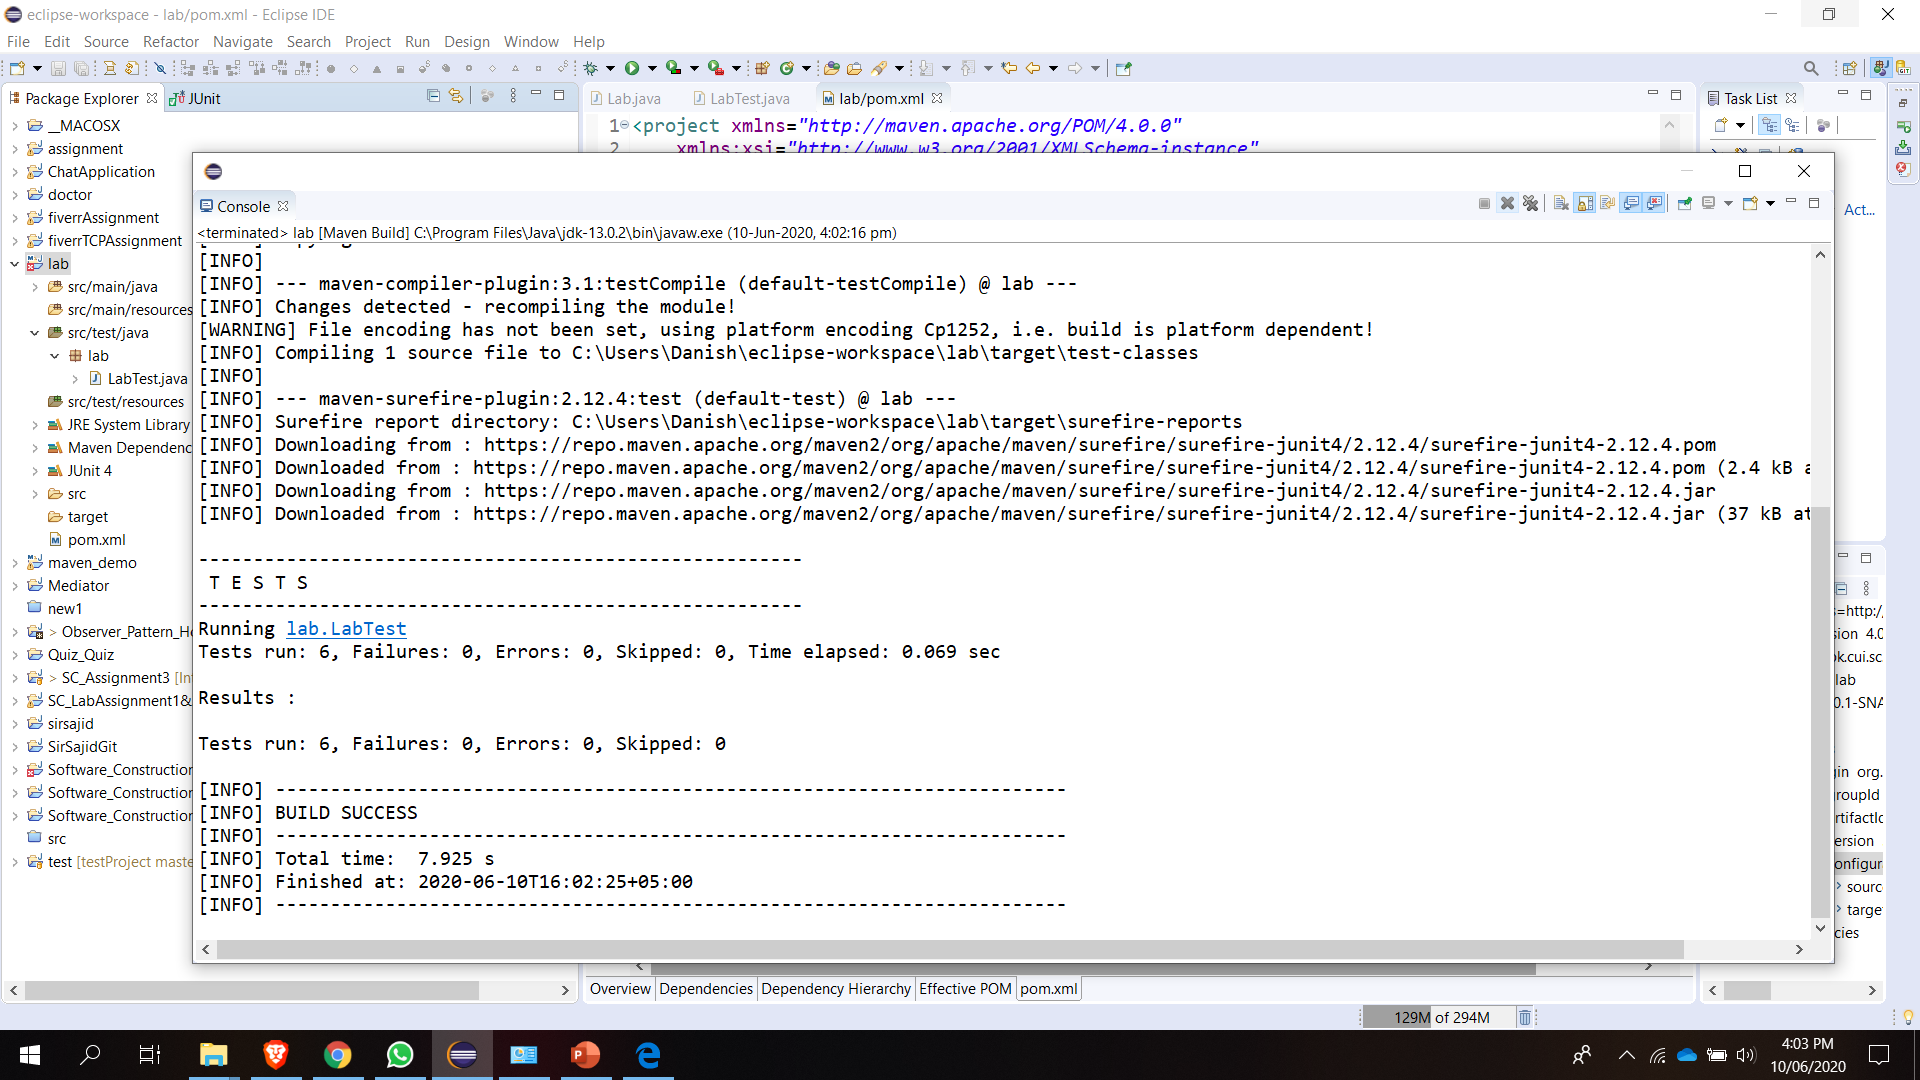 eclipse-workspace - lab/pom.xml - Eclipse IDE
File Edit Source Refactor Navigate Search Project Run Design Window Help
Package Explorer
JUnit
__MACOSX
assignment
ChatApplication
doctor
fiverrAssignment
fiverrTCPAssignment
lab
src/main/java
src/main/resources
src/test/java
lab
LabTest.java
src/test/resources
JRE System Library
Maven Dependenc
JUnit 4
src
target
pom.xml
maven_demo
Mediator
new1
> Observer_Pattern_H
Quiz_Quiz
> SC_Assignment3 [In
SC_LabAssignment1&
sirsajid
SirSajidGit
Software_Construction
Software_Construction
Software_Construction
src
test [testProject maste
Lab.java
LabTest.java
lab/pom.xml
1 <project xmlns="http://maven.apache.org/POM/4.0.0"
2 xmlns:xsi="http://www.w3.org/2001/XMLSchema-instance"
Task List
Act...
Console
<terminated> lab [Maven Build] C:\Program Files\Java\jdk-13.0.2\bin\javaw.exe (10-Jun-2020, 4:02:16 pm)
[INFO]
[INFO] --- maven-compiler-plugin:3.1:testCompile (default-testCompile) @ lab ---
[INFO] Changes detected - recompiling the module!
[WARNING] File encoding has not been set, using platform encoding Cp1252, i.e. build is platform dependent!
[INFO] Compiling 1 source file to C:\Users\Danish\eclipse-workspace\lab\target\test-classes
[INFO]
[INFO] --- maven-surefire-plugin:2.12.4:test (default-test) @ lab ---
[INFO] Surefire report directory: C:\Users\Danish\eclipse-workspace\lab\target\surefire-reports
[INFO] Downloading from : https://repo.maven.apache.org/maven2/org/apache/maven/surefire/surefire-junit4/2.12.4/surefire-junit4-2.12.4.pom
[INFO] Downloaded from : https://repo.maven.apache.org/maven2/org/apache/maven/surefire/surefire-junit4/2.12.4/surefire-junit4-2.12.4.pom (2.4 kB a
[INFO] Downloading from : https://repo.maven.apache.org/maven2/org/apache/maven/surefire/surefire-junit4/2.12.4/surefire-junit4-2.12.4.jar
[INFO] Downloaded from : https://repo.maven.apache.org/maven2/org/apache/maven/surefire/surefire-junit4/2.12.4/surefire-junit4-2.12.4.jar (37 kB at
-------------------------------------------------------
T E S T S
-------------------------------------------------------
Running lab.LabTest
Tests run: 6, Failures: 0, Errors: 0, Skipped: 0, Time elapsed: 0.069 sec
Results :
Tests run: 6, Failures: 0, Errors: 0, Skipped: 0
[INFO] ------------------------------------------------------------------------
[INFO] BUILD SUCCESS
[INFO] ------------------------------------------------------------------------
[INFO] Total time:  7.925 s
[INFO] Finished at: 2020-06-10T16:02:25+05:00
[INFO] ------------------------------------------------------------------------
s=http:/
sion 4.0
ok.cui.sc
lab
0.1-SNA
in org.
roupId
rtifactId
ersion
onfigur
sourc
targe
cies
Overview Dependencies Dependency Hierarchy Effective POM pom.xml
129M of 294M
4:03 PM
10/06/2020